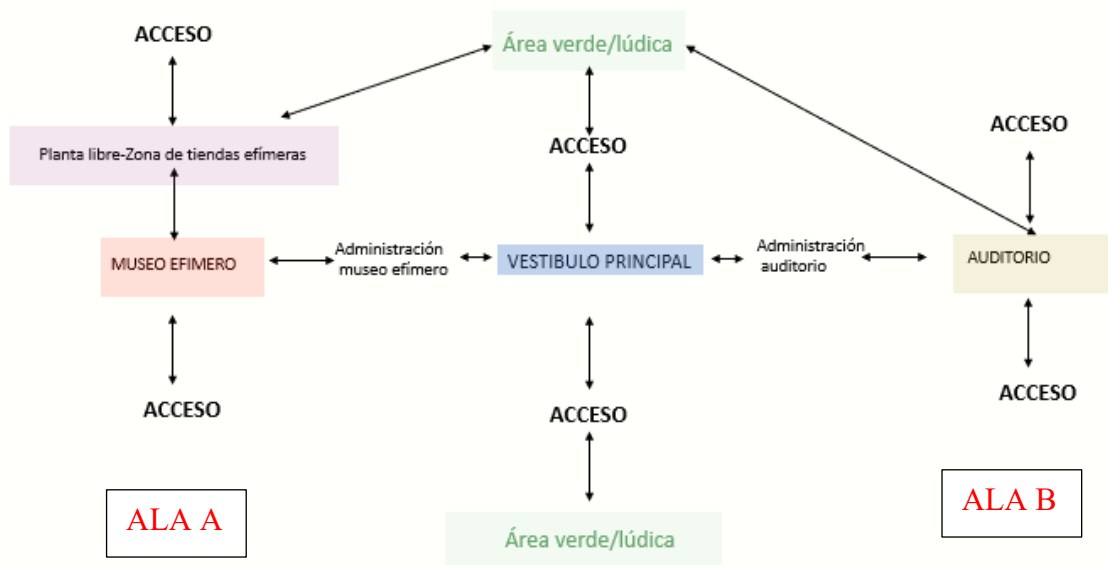 ACCESO
Área verde/lúdica
ACCESO
ACCESO
Planta libre-Zona de tiendas efímeras
MUSEO EFIMERO
Administración
museo efímero
VESTIBULO PRINCIPAL
Administración
auditorio
AUDITORIO
ACCESO
ACCESO
ACCESO
ALA A
ALA B
Área verde/lúdica